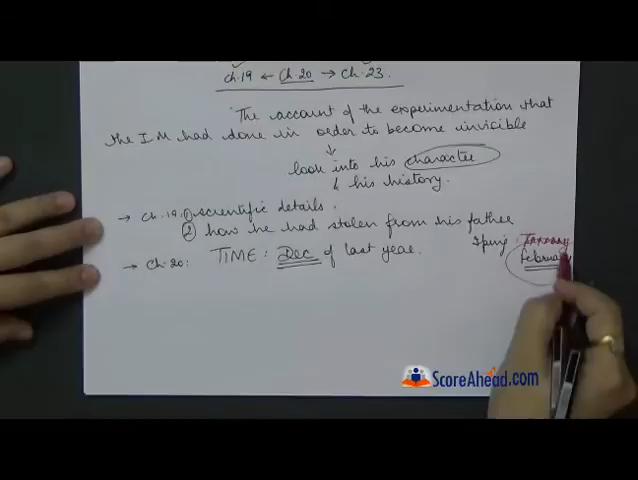 Ch.19 ← Ch.20 → Ch.23.
The account of the experimentation that
the I M had done in order to become invisible
↓
look into his character
& his history.
→ Ch.19: ① scientific details.
② how he had stolen from his father
Spring: January
→ Ch.20: TIME: Dec of last year.
February
ScoreAhead.com